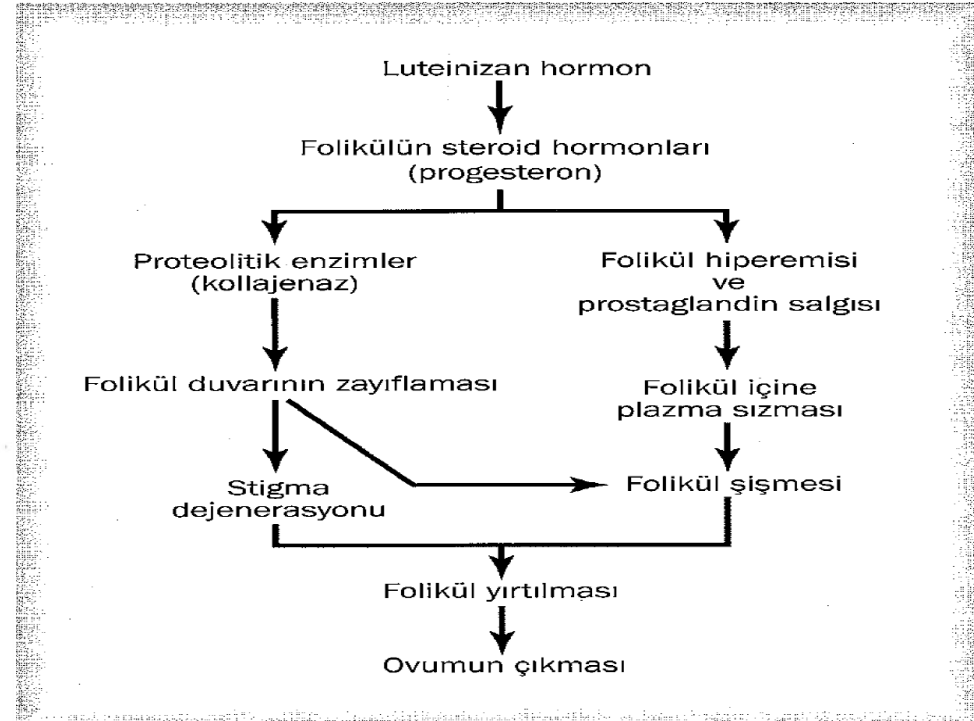 Luteinizan hormon
Folikülün steroid hormonları
(progesteron)
Proteolitik enzimler
(kollajenaz)
Folikül hiperemisi
ve
prostaglandin salgısı
Folikül duvarının zayıflaması
Folikül içine
plazma sızması
Stigma
dejenerasyonu
Folikül şişmesi
Folikül yırtılması
Ovumun çıkması